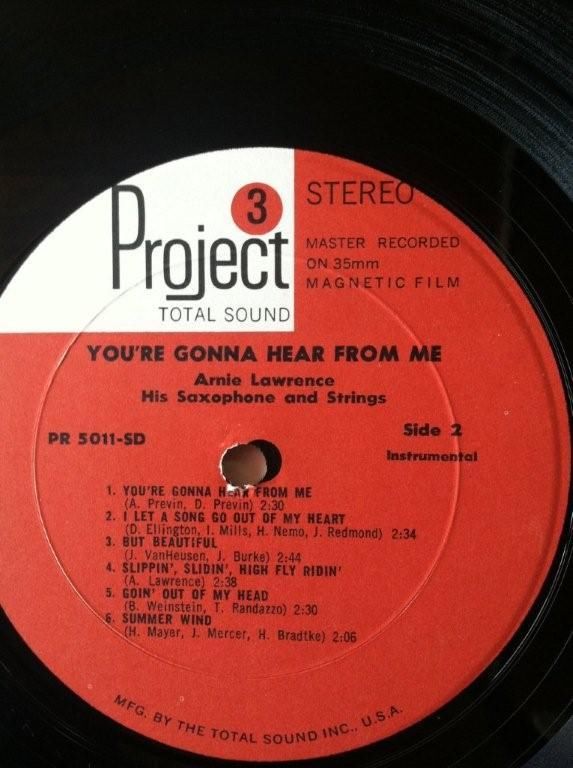 Project 3
TOTAL SOUND
STEREO
MASTER RECORDED
ON 35mm
MAGNETIC FILM
YOU'RE GONNA HEAR FROM ME
Arnie Lawrence
His Saxophone and Strings
PR 5011-SD
Side 2
Instrumental
1. YOU'RE GONNA HEAR FROM ME
(A. Previn, D. Previn) 2:30
2. I LET A SONG GO OUT OF MY HEART
(D. Ellington, I. Mills, H. Nemo, J. Redmond) 2:34
3. BUT BEAUTIFUL
(J. VanHeusen, J. Burke) 2:44
4. SLIPPIN', SLIDIN', HIGH FLY RIDIN'
(A. Lawrence) 2:38
5. GOIN' OUT OF MY HEAD
(B. Weinstein, T. Randazzo) 2:30
6. SUMMER WIND
(H. Mayer, J. Mercer, H. Bradtke) 2:06
MFG. BY THE TOTAL SOUND INC., U.S.A.